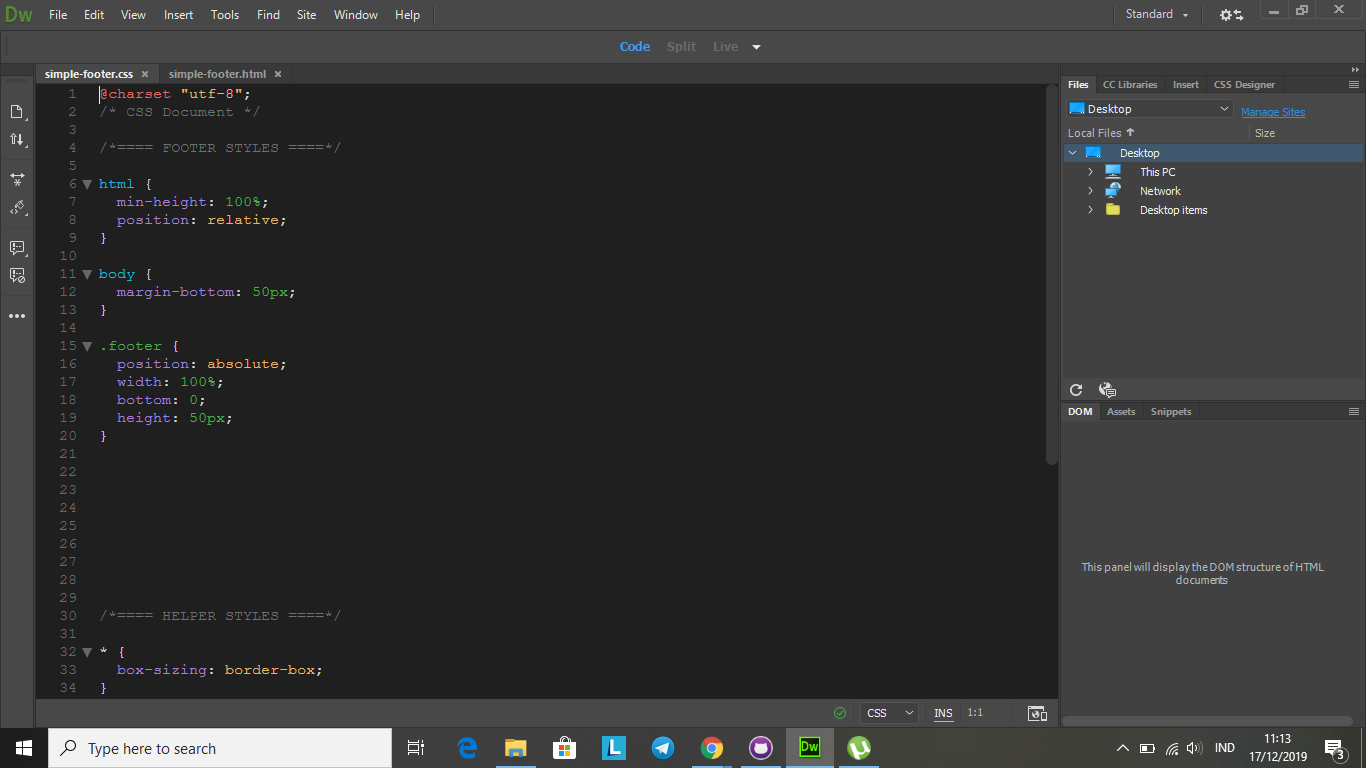 Dw File Edit View Insert Tools Find Site Window Help Standard
Code Split Live
simple-footer.css × simple-footer.html ×
1 @charset "utf-8";
2 /* CSS Document */
3
4 /*==== FOOTER STYLES ====*/
5
6 html {
7 min-height: 100%;
8 position: relative;
9 }
10
11 body {
12 margin-bottom: 50px;
13 }
14
15 .footer {
16 position: absolute;
17 width: 100%;
18 bottom: 0;
19 height: 50px;
20 }
21
22
23
24
25
26
27
28
29
30 /*==== HELPER STYLES ====*/
31
32 * {
33 box-sizing: border-box;
34 }
CSS INS 1:1
Files CC Libraries Insert CSS Designer
Desktop Manage Sites
Local Files Size
Desktop
This PC
Network
Desktop items
DOM Assets Snippets
This panel will display the DOM structure of HTML
documents
Type here to search
L
Dw
IND
11:13
17/12/2019
3